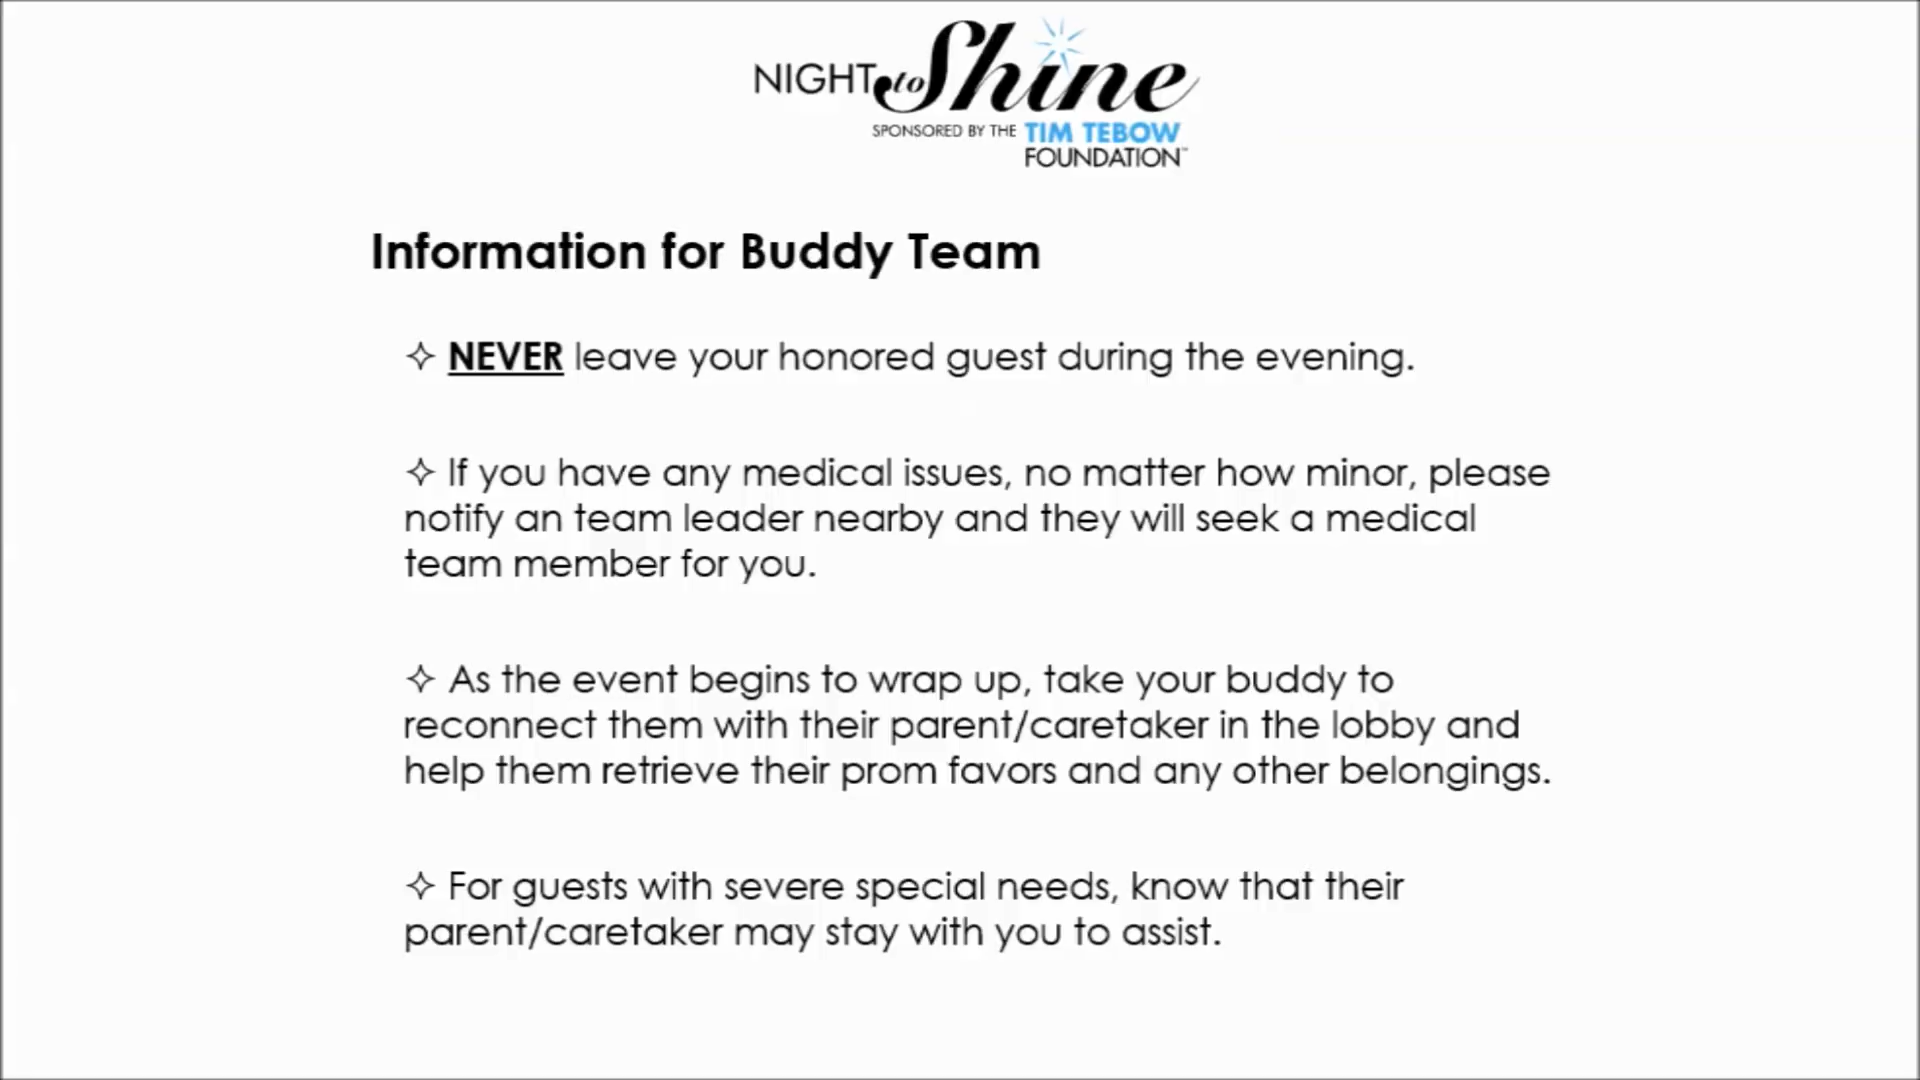 NIGHT to Shine
SPONSORED BY THE TIM TEBOW
FOUNDATION™
Information for Buddy Team
✧ NEVER leave your honored guest during the evening.
✧ If you have any medical issues, no matter how minor, please
notify an team leader nearby and they will seek a medical
team member for you.
✧ As the event begins to wrap up, take your buddy to
reconnect them with their parent/caretaker in the lobby and
help them retrieve their prom favors and any other belongings.
✧ For guests with severe special needs, know that their
parent/caretaker may stay with you to assist.